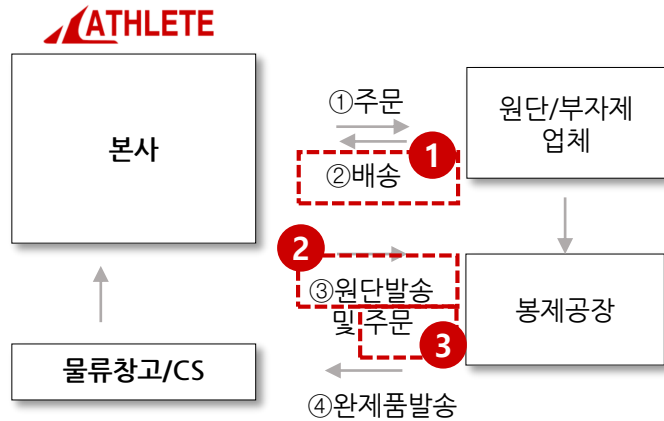 ATHLETE
본사
①주문
②배송
1
원단/부자제
업체
2
③원단발송
및 주문
3
봉제공장
물류창고/CS
④완제품발송